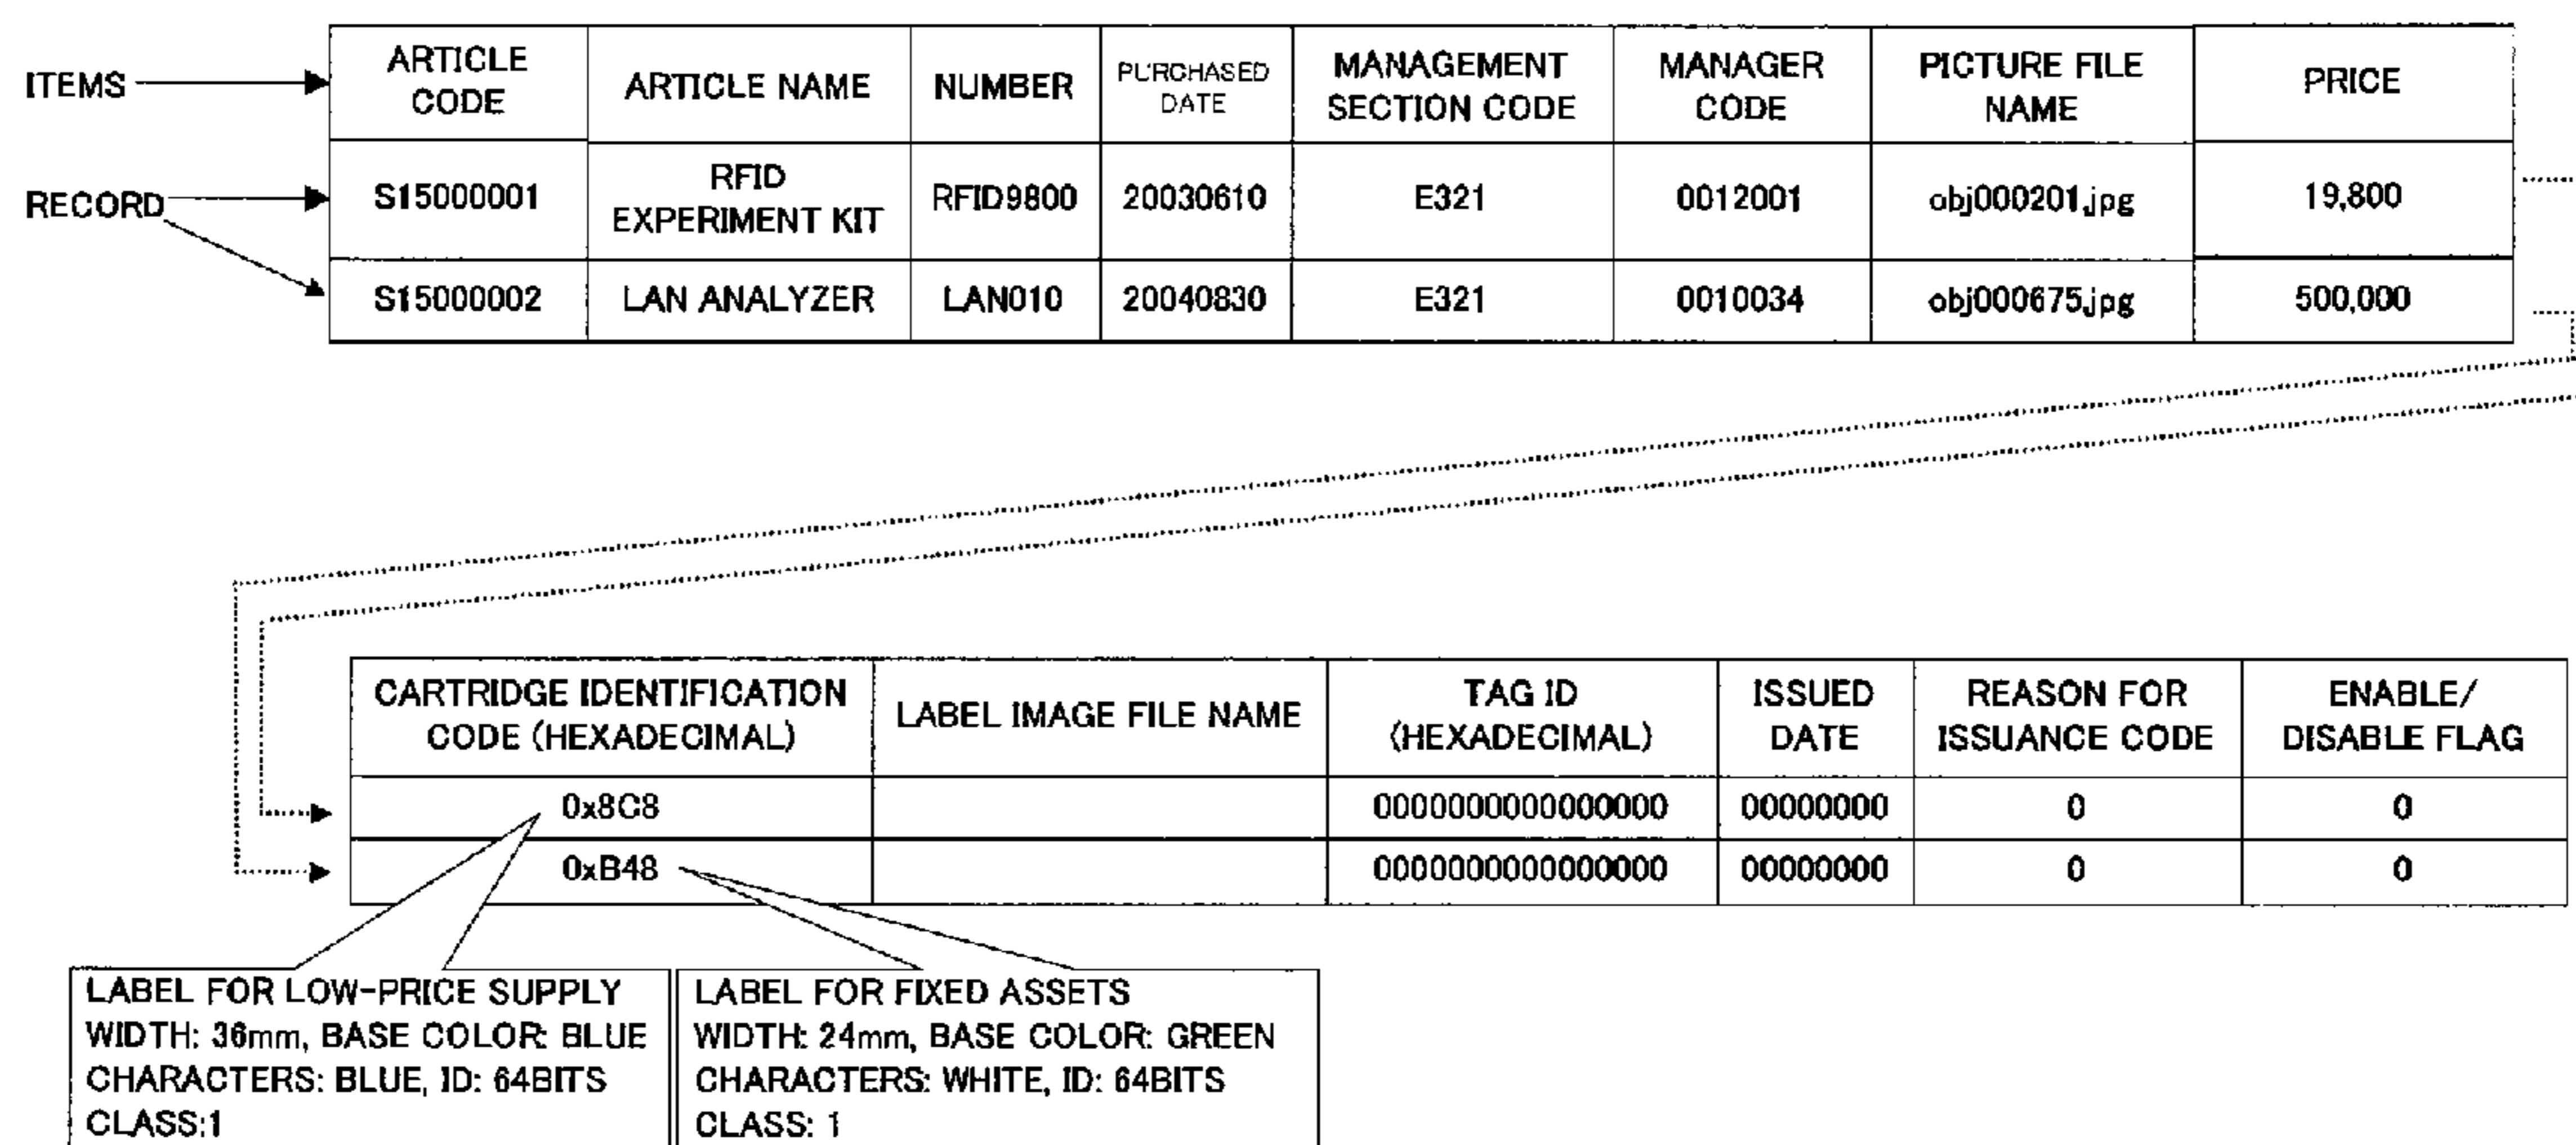 ITEMS
ARTICLE CODE
ARTICLE NAME
NUMBER
PURCHASED DATE
MANAGEMENT SECTION CODE
MANAGER CODE
PICTURE FILE NAME
PRICE
RECORD
S15000001
RFID EXPERIMENT KIT
RFID9800
20030610
E321
0012001
obj000201.jpg
19,800
S15000002
LAN ANALYZER
LAN010
20040830
E321
0010034
obj000675.jpg
500,000
CARTRIDGE IDENTIFICATION CODE (HEXADECIMAL)
LABEL IMAGE FILE NAME
TAG ID (HEXADECIMAL)
ISSUED DATE
REASON FOR ISSUANCE CODE
ENABLE/ DISABLE FLAG
0x8C8
0000000000000000
00000000
0
0
0xB48
0000000000000000
00000000
0
0
LABEL FOR LOW-PRICE SUPPLY
WIDTH: 36mm, BASE COLOR: BLUE
CHARACTERS: BLUE, ID: 64BITS
CLASS:1
LABEL FOR FIXED ASSETS
WIDTH: 24mm, BASE COLOR: GREEN
CHARACTERS: WHITE, ID: 64BITS
CLASS: 1